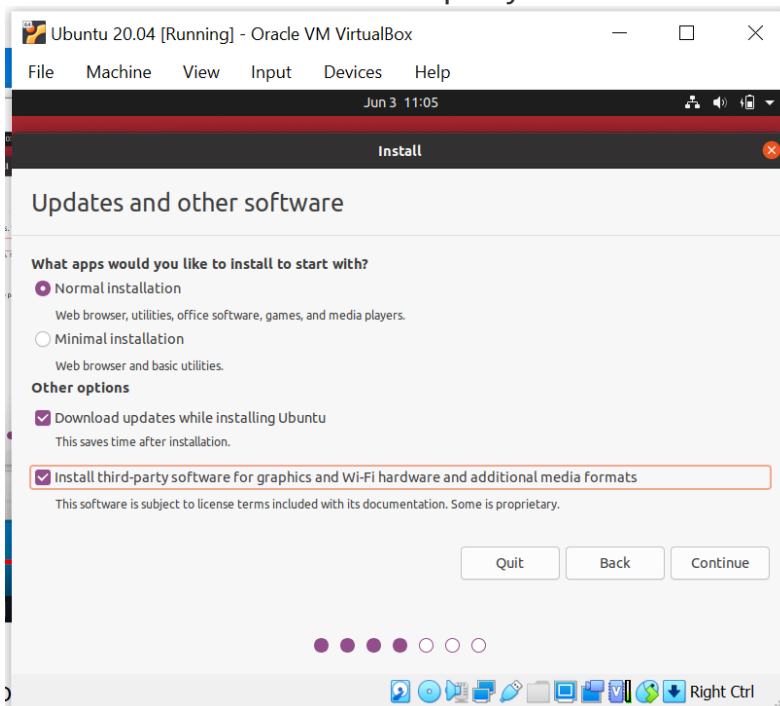 Ubuntu 20.04 [Running] - Oracle VM VirtualBox
File Machine View Input Devices Help
Jun 3 11:05
Install
Updates and other software
What apps would you like to install to start with?
Normal installation
Web browser, utilities, office software, games, and media players.
Minimal installation
Web browser and basic utilities.
Other options
Download updates while installing Ubuntu
This saves time after installation.
Install third-party software for graphics and Wi-Fi hardware and additional media formats
This software is subject to license terms included with its documentation. Some is proprietary.
Quit Back Continue
Right Ctrl